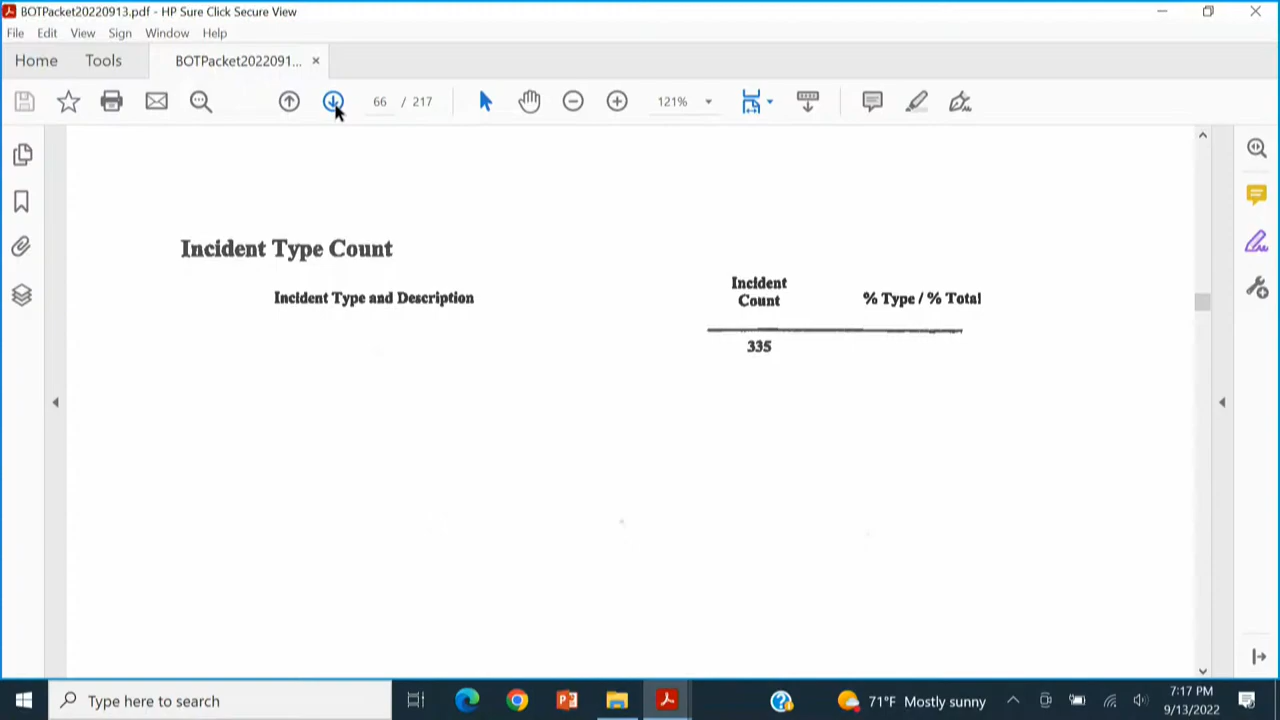 BOTPacket20220913.pdf - HP Sure Click Secure View
File Edit View Sign Window Help
Home Tools BOTPacket2022091... ×
66 / 217 121%
Incident Type Count
Incident Type and Description
Incident
Count
% Type / % Total
335
Type here to search
71°F Mostly sunny
7:17 PM
9/13/2022